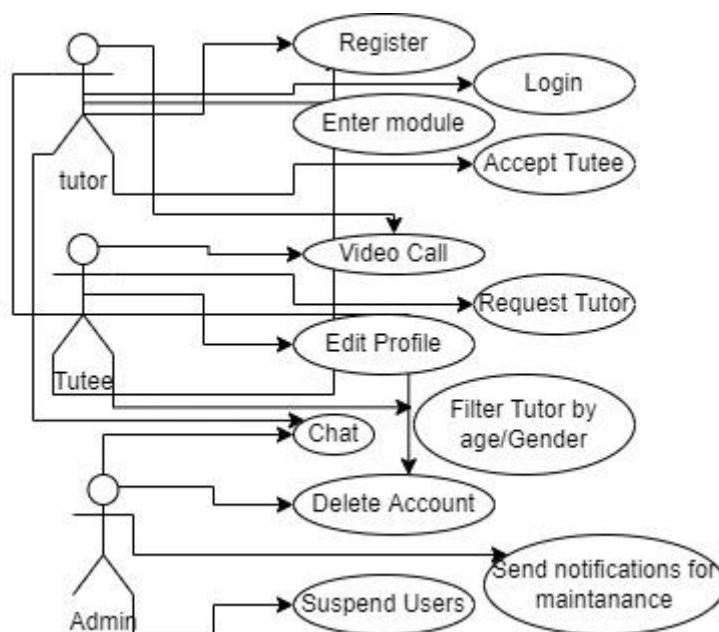 Register
Login
Enter module
Accept Tutee
tutor
Video Call
Request Tutor
Edit Profile
Tutee
Filter Tutor by
age/Gender
Chat
Delete Account
Send notifications for
maintanance
Suspend Users
Admin